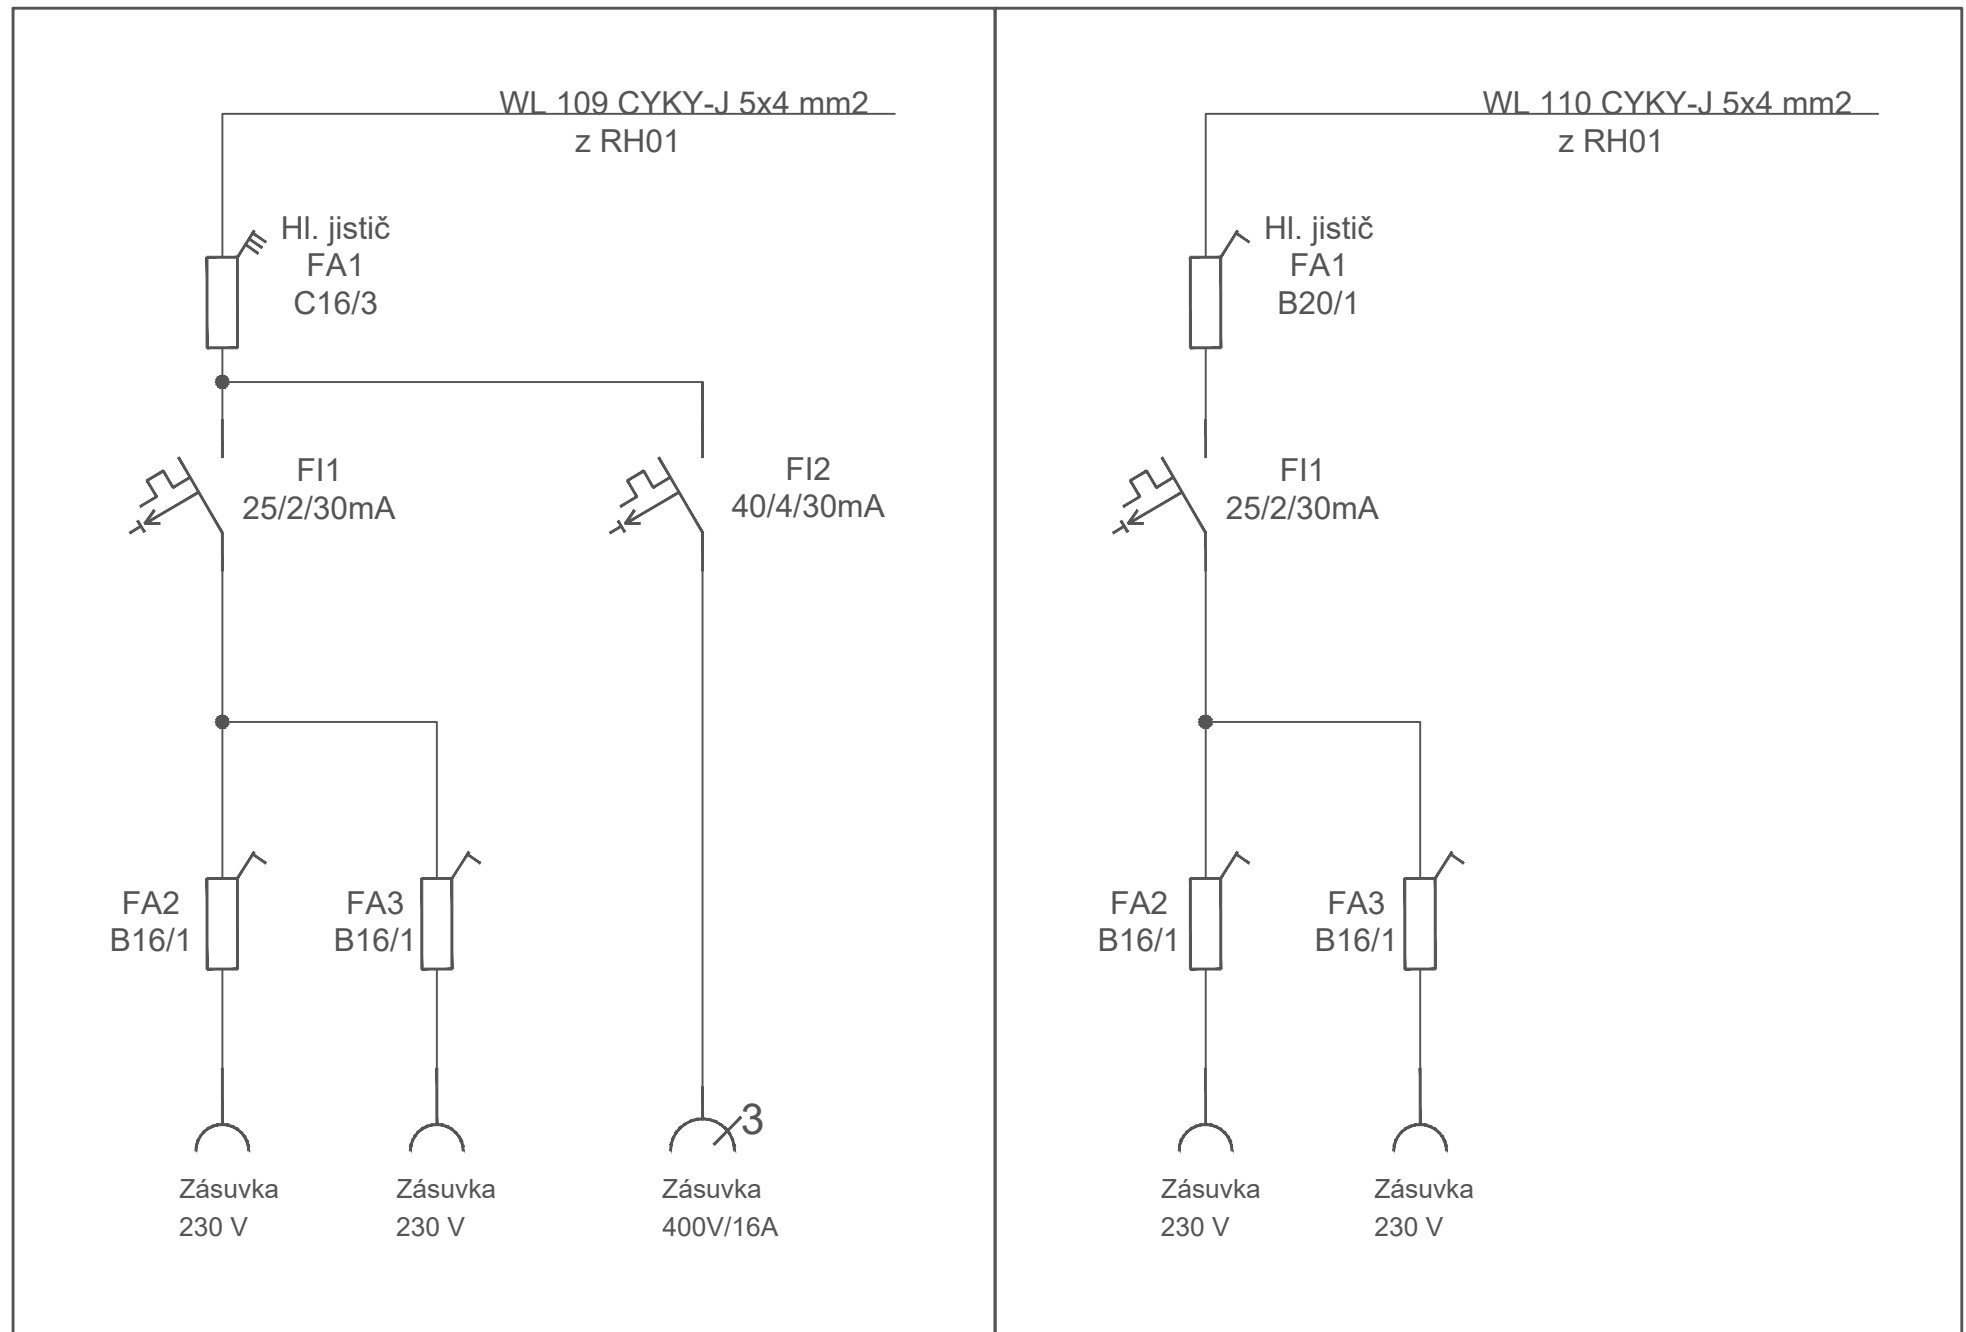 WL 109 CYKY-J 5x4 mm2
z RH01
Hl. jistič
FA1
C16/3
FI1
25/2/30mA
FI2
40/4/30mA
FA2
B16/1
FA3
B16/1
3
Zásuvka
230 V
Zásuvka
230 V
Zásuvka
400V/16A
WL 110 CYKY-J 5x4 mm2
z RH01
Hl. jistič
FA1
B20/1
FI1
25/2/30mA
FA2
B16/1
FA3
B16/1
Zásuvka
230 V
Zásuvka
230 V